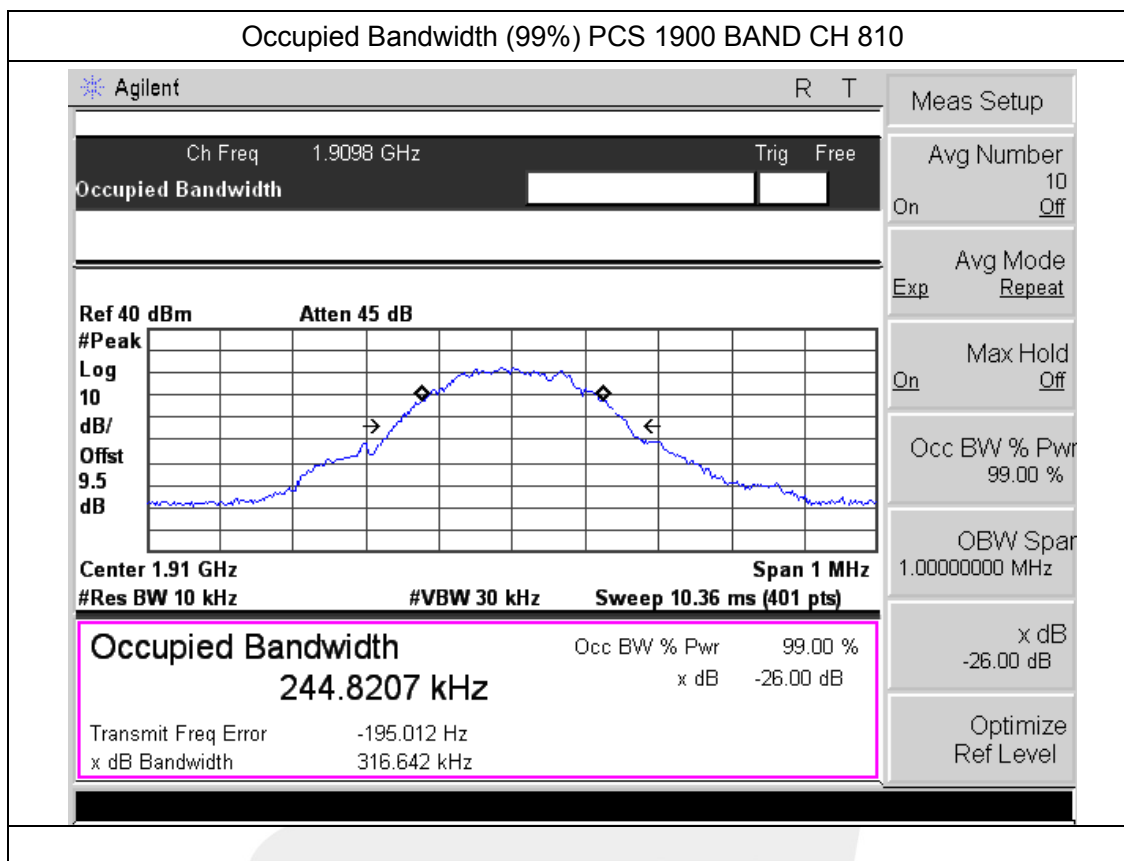 Occupied Bandwidth (99%) PCS 1900 BAND CH 810
Agilent R T
Ch Freq 1.9098 GHz Trig Free
Occupied Bandwidth
Ref 40 dBm Atten 45 dB
#Peak
Log
10
dB/
Offst
9.5
dB
Center 1.91 GHz Span 1 MHz
#Res BW 10 kHz #VBW 30 kHz Sweep 10.36 ms (401 pts)
Occupied Bandwidth Occ BW % Pwr 99.00 %
244.8207 kHz x dB -26.00 dB
Transmit Freq Error -195.012 Hz
x dB Bandwidth 316.642 kHz
Meas Setup
Avg Number
10
On Off
Avg Mode
Exp Repeat
Max Hold
On Off
Occ BW % Pwr
99.00 %
OBW Span
1.00000000 MHz
x dB
-26.00 dB
Optimize
Ref Level